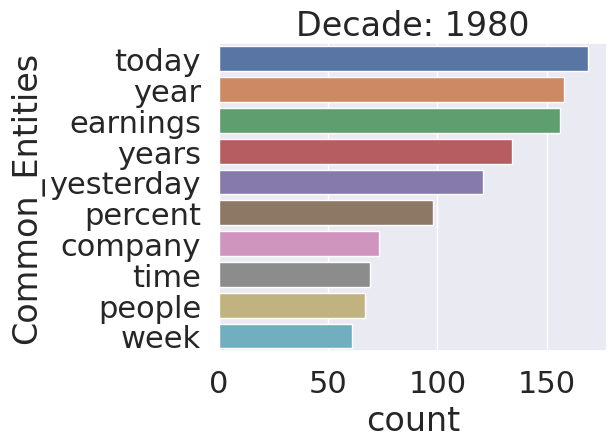 Decade: 1980
Common_Entities
today
year
earnings
years
yesterday
percent
company
time
people
week
0 50 100 150
count